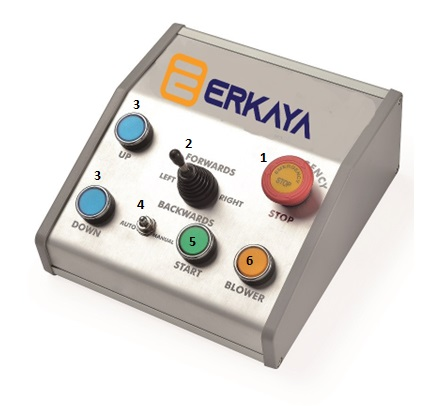 ERKAYA
3
UP
2
FORWARDS
LEFT
RIGHT
BACKWARDS
1
ENCY
STOP
STOP
3
DOWN
4
AUTO
MANUAL
5
START
6
BLOWER